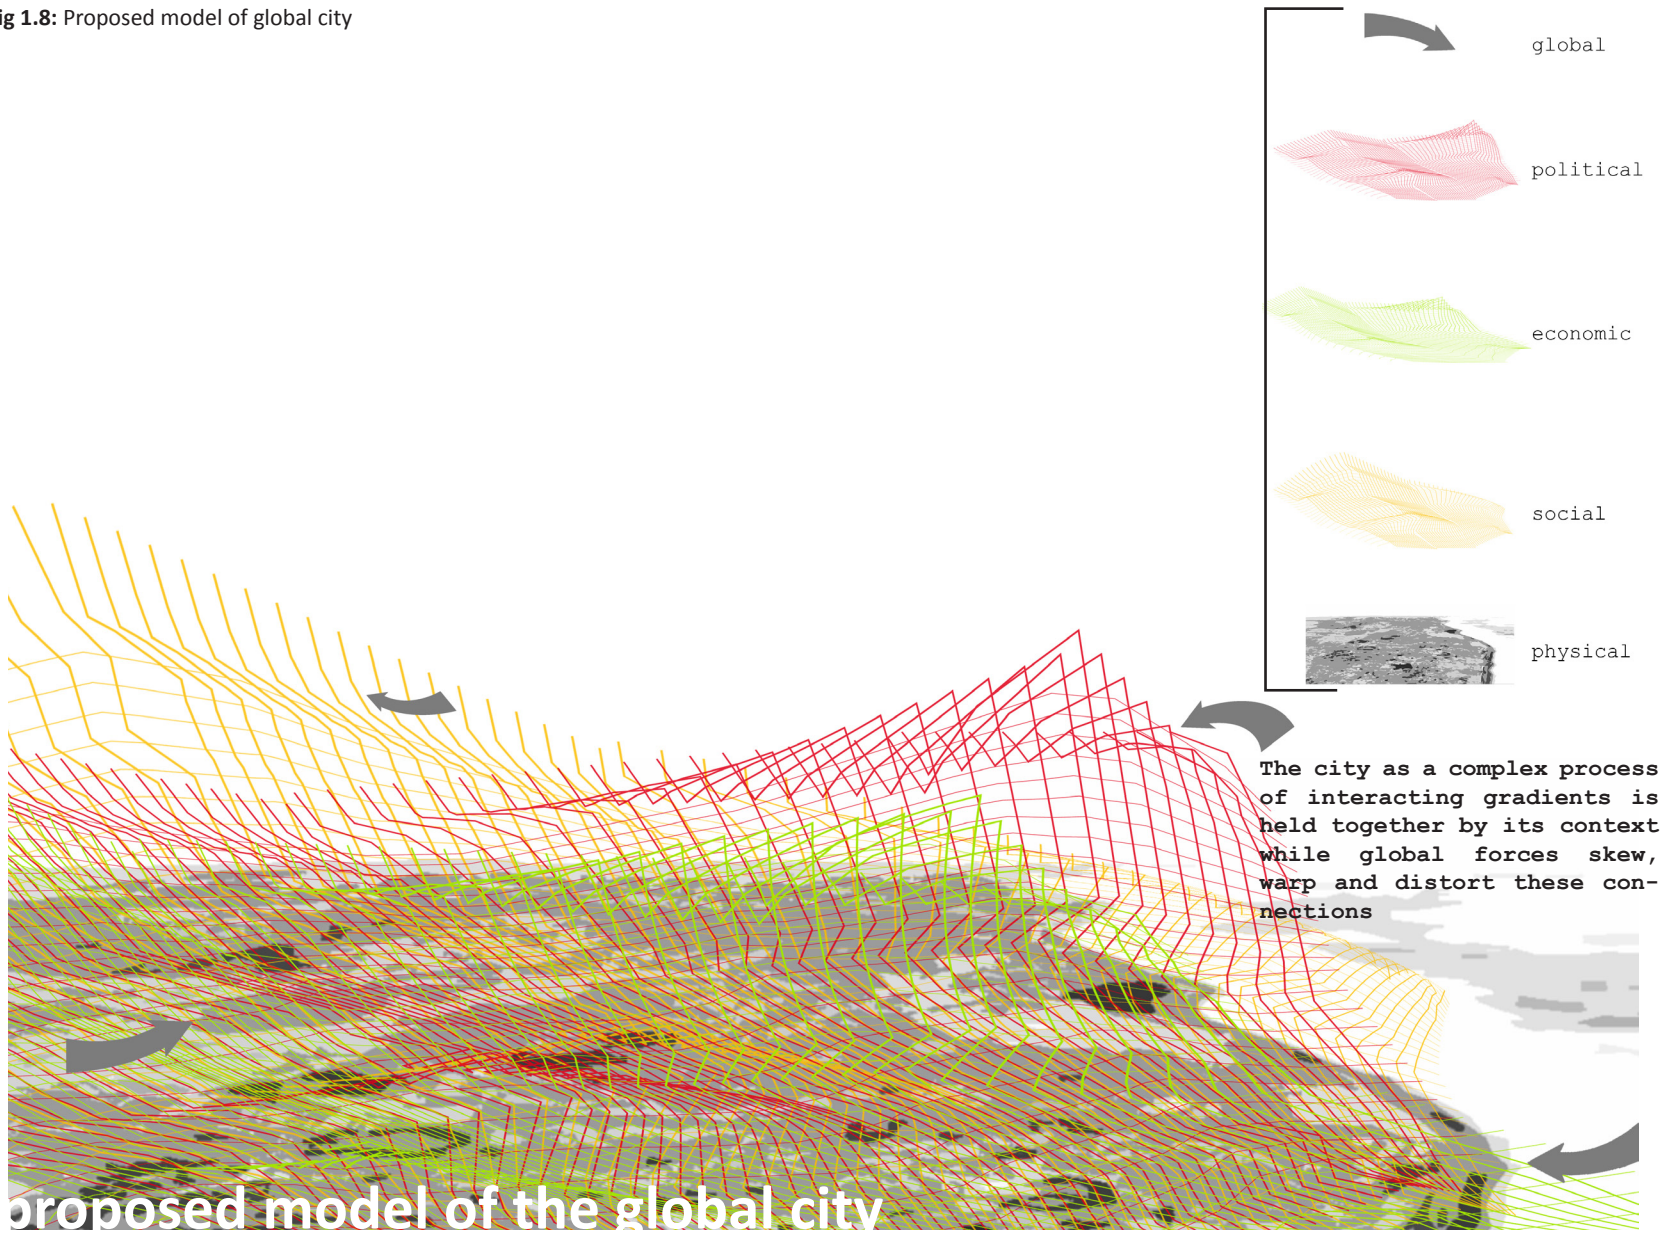 ig 1.8: Proposed model of global city
global
political
economic
social
physical
The city as a complex process
of interacting gradients is
held together by its context
while global forces skew,
warp and distort these con-
nections
proposed model of the global city